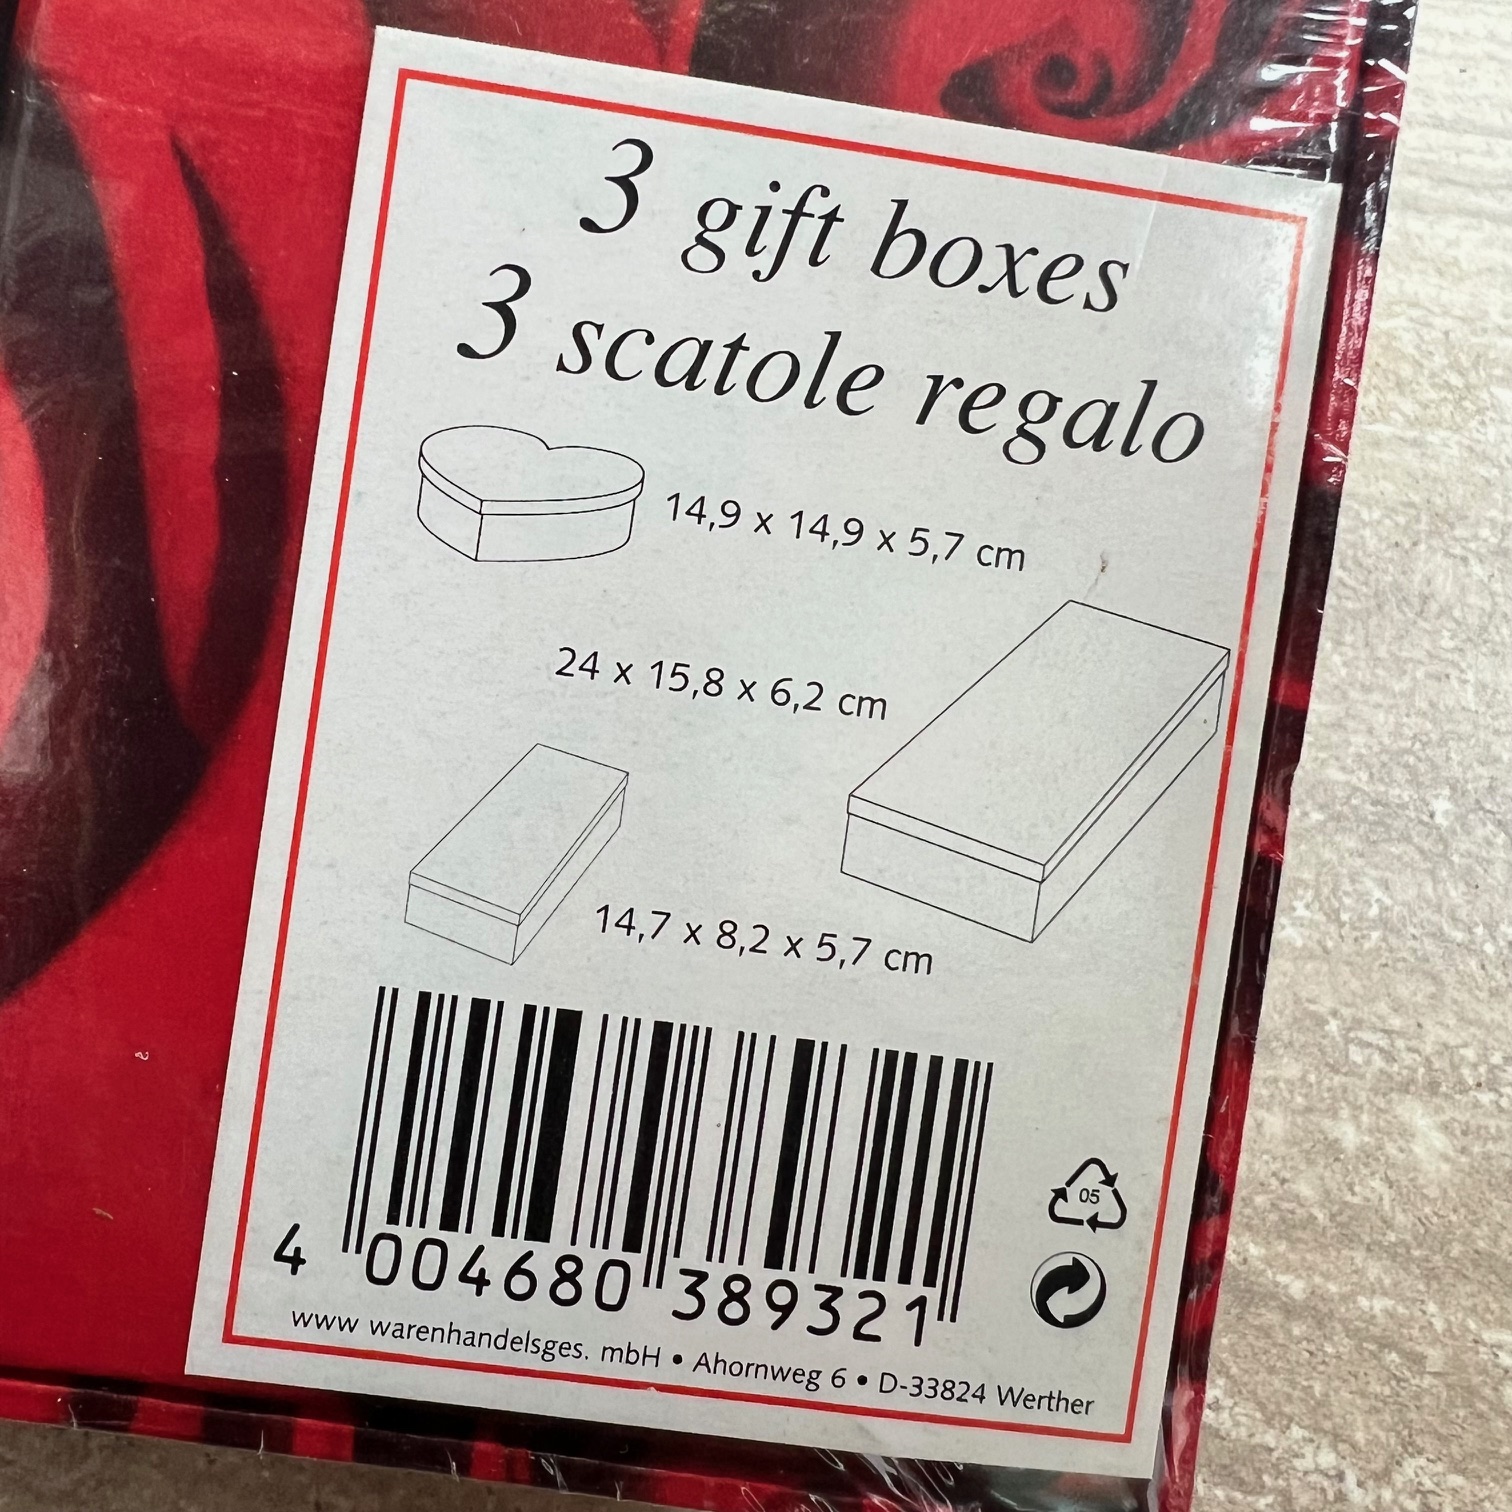 3 gift boxes
3 scatole regalo
14,9 x 14,9 x 5,7 cm
24 x 15,8 x 6,2 cm
14,7 x 8,2 x 5,7 cm
05
4 004680 389321
www warenhandelsges. mbH • Ahornweg 6 • D-33824 Werther